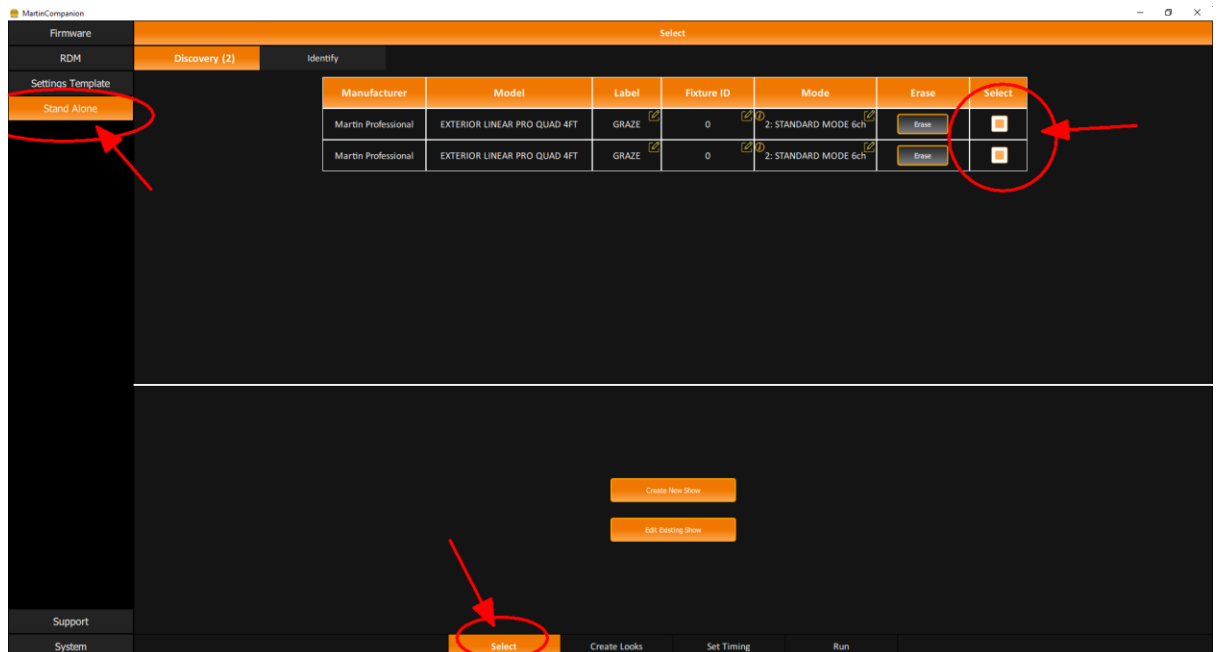 MartinCompanion
Firmware
Select
RDM
Discovery (2)
Identify
Settings Template
Stand Alone
Manufacturer Model Label Fixture ID Mode Erase Select
Martin Professional EXTERIOR LINEAR PRO QUAD 4FT GRAZE 0 2: STANDARD MODE 6ch Erase
Martin Professional EXTERIOR LINEAR PRO QUAD 4FT GRAZE 0 2: STANDARD MODE 6ch Erase
Create New Show
Edit Existing Show
Support
System
Select
Create Looks
Set Timing
Run